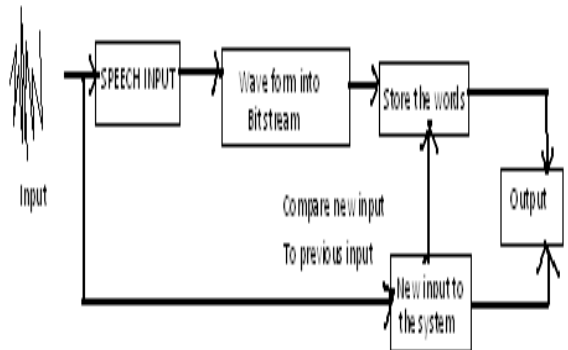 SPEECH INPUT
Wave form into
Bitstream
Store the words
Input
Compare new input
To previous input
Output
New input to
the system